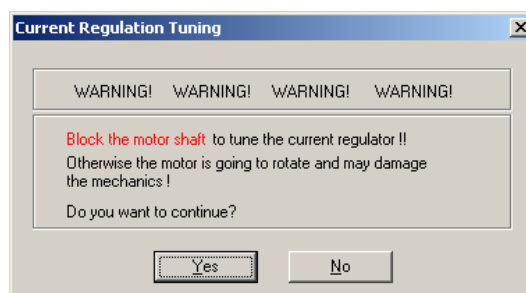 Current Regulation Tuning
WARNING! WARNING! WARNING! WARNING!
Block the motor shaft to tune the current regulator !!
Otherwise the motor is going to rotate and may damage
the mechanics !
Do you want to continue?
Yes No